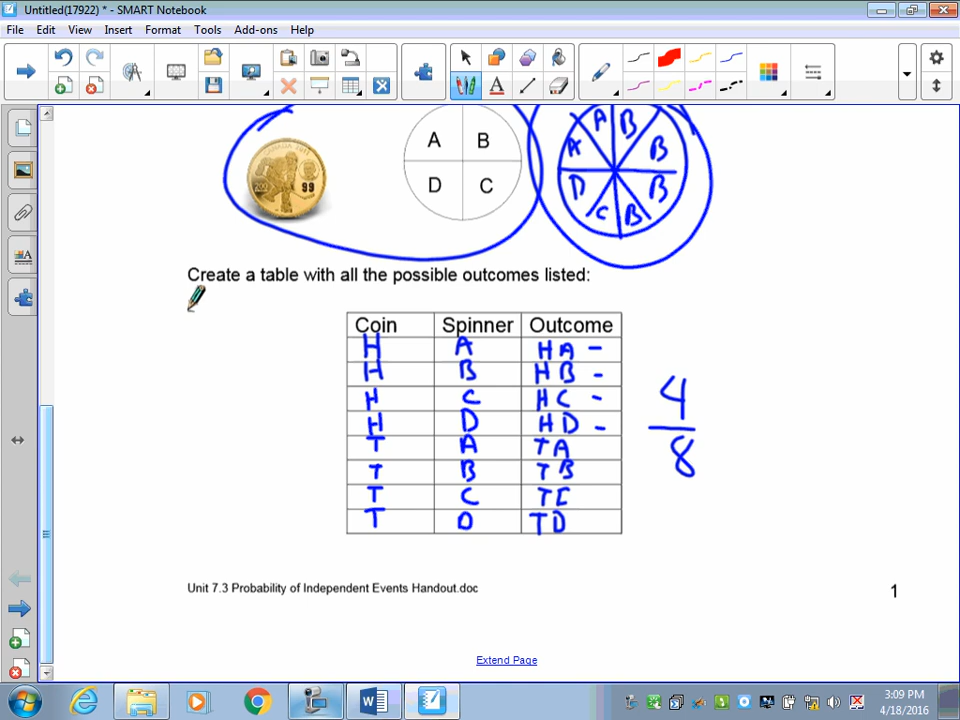 Untitled(17922) * - SMART Notebook
File Edit View Insert Format Tools Add-ons Help
CANADA
99
A B
D C
A B
A B
D B
C B
Create a table with all the possible outcomes listed:
Coin Spinner Outcome
H A HA -
H B HB -
H C HC -
H D HD -
T A TA
T B TB
T C TC
T D TD
4
8
Unit 7.3 Probability of Independent Events Handout.doc
1
Extend Page
3:09 PM
4/18/2016